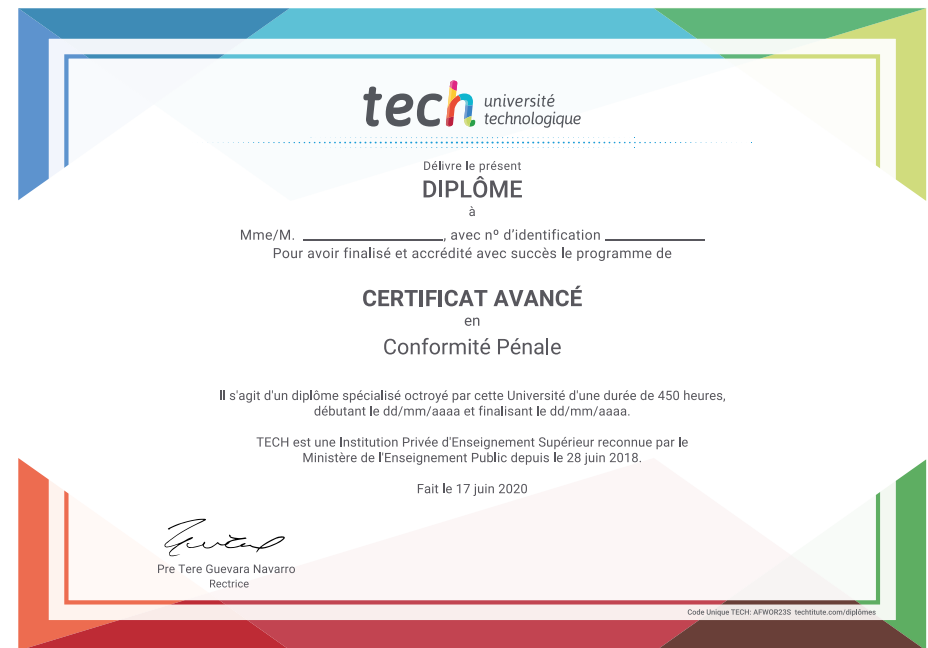 tech université
technologique
Délivre le présent
DIPLÔME
à
Mme/M. ____________, avec nº d'identification ____________
Pour avoir finalisé et accrédité avec succès le programme de
CERTIFICAT AVANCÉ
en
Conformité Pénale
Il s'agit d'un diplôme spécialisé octroyé par cette Université d'une durée de 450 heures,
débutant le dd/mm/aaaa et finalisant le dd/mm/aaaa.
TECH est une Institution Privée d'Enseignement Supérieur reconnue par le
Ministère de l'Enseignement Public depuis le 28 juin 2018.
Fait le 17 juin 2020
Pre Tere Guevara Navarro
Rectrice
Code Unique TECH: AFWOR23S techtitute.com/diplômes